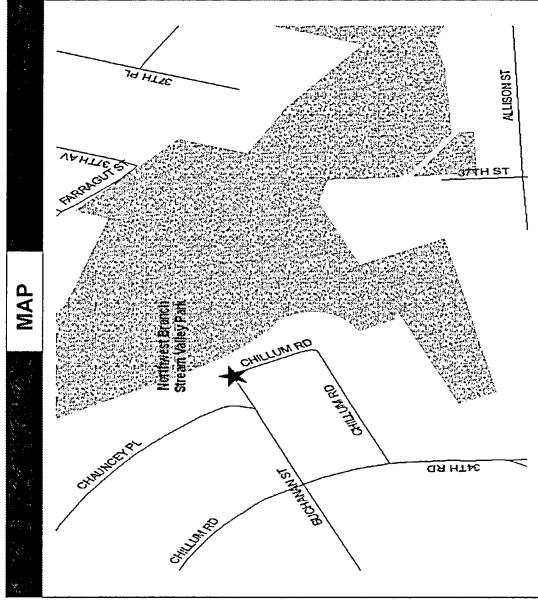 MAP
37TH PL
37TH AV
FARRAGUT ST
Northwest Branch
Stream Valley Park
CHAUNCEY PL
CHILLUM RD
CHILLUM RD
CHILLUM RD
BUCHANAN ST
34TH RD
37TH ST
ALLISON ST